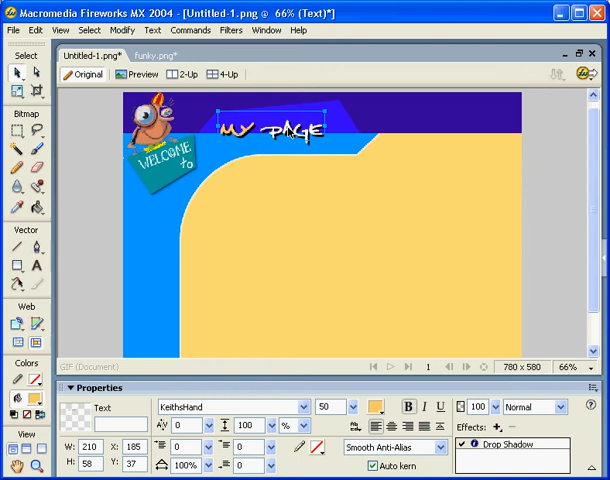 Macromedia Fireworks MX 2004 - [Untitled-1.png @ 66% (Text)*]
File Edit View Select Modify Text Commands Filters Window Help
Select
Untitled-1.png* funky.png*
Original Preview 2-Up 4-Up
Bitmap
MY PAGE
WELCOME
to
Vector
A
Web
Colors
View
GIF (Document)
1
780 x 580
66%
Properties
Text
KeithsHand
50
B I U
100
Normal
0
100
%
Effects:
W: 210 X: 185
0
Smooth Anti-Alias
Drop Shadow
H: 58 Y: 37
100%
0
Auto kern